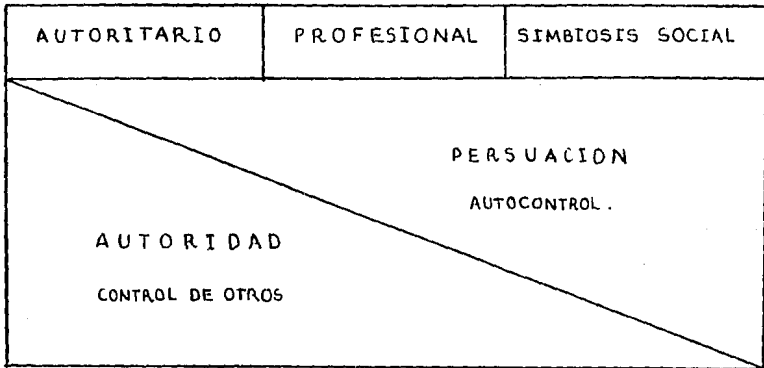 AUTORITARIO
PROFESIONAL
SIMBIOSIS SOCIAL
PERSUACION
AUTOCONTROL.
AUTORIDAD
CONTROL DE OTROS